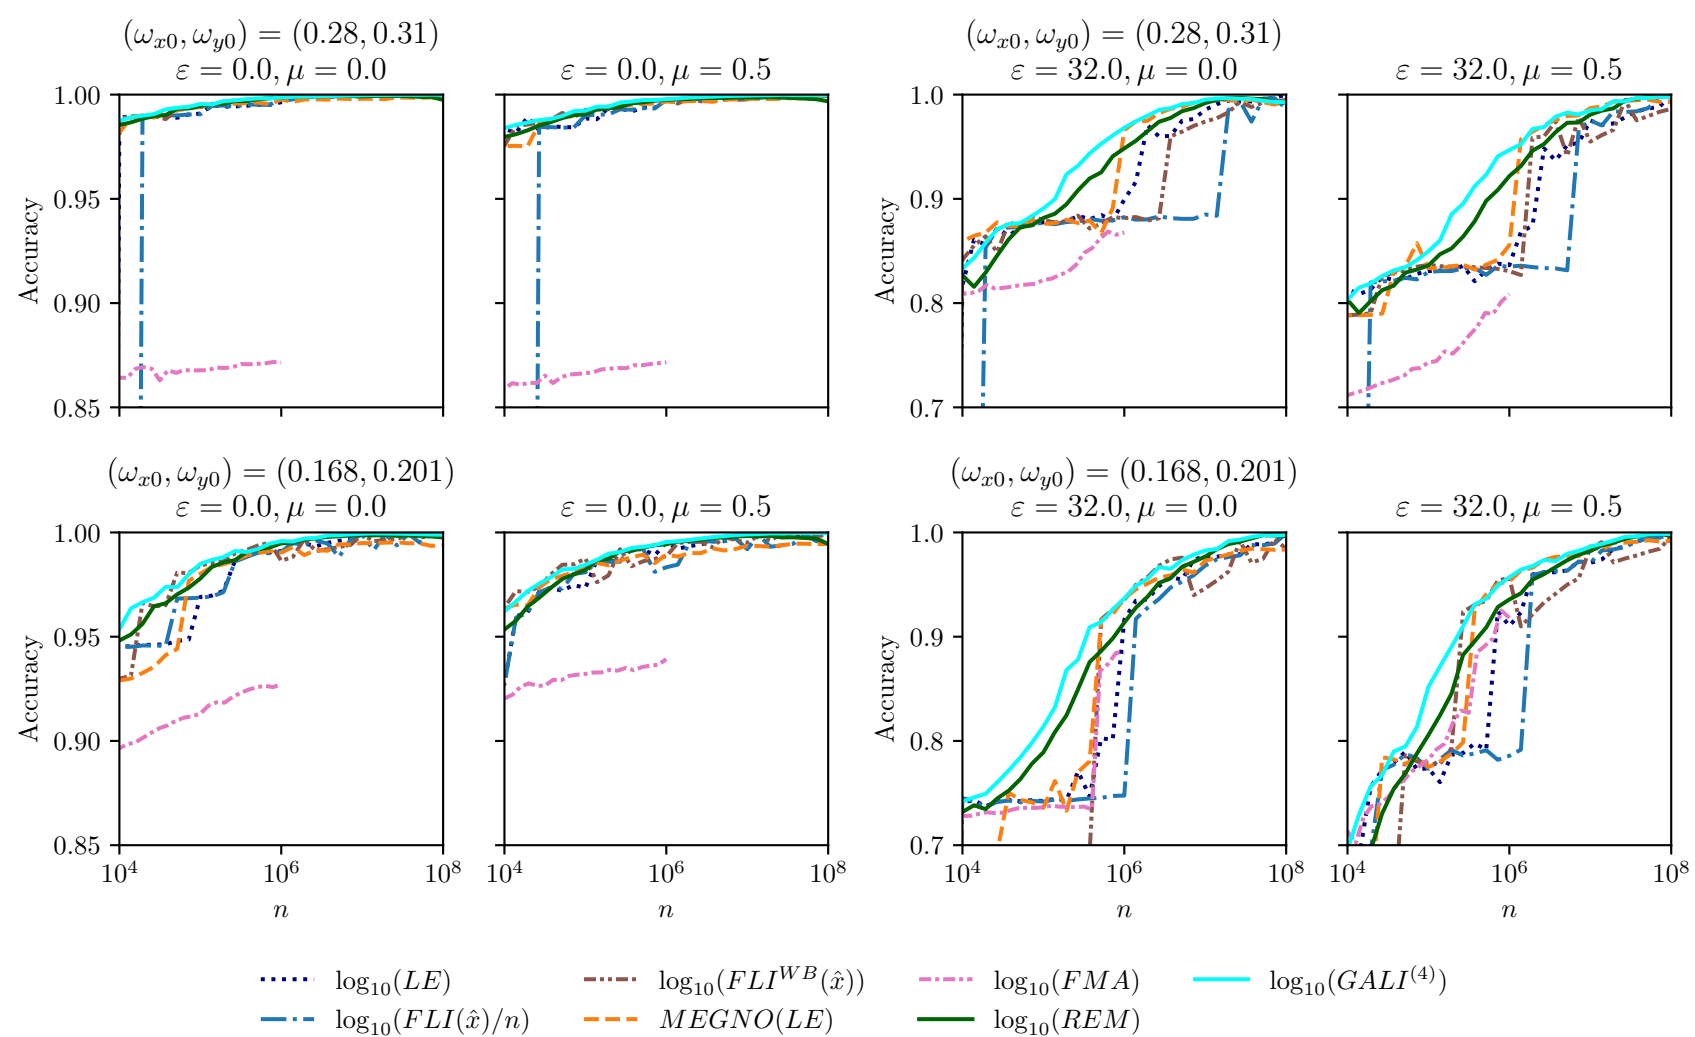 (ω_{x0}, ω_{y0}) = (0.28, 0.31)
ε = 0.0, μ = 0.0
ε = 0.0, μ = 0.5
(ω_{x0}, ω_{y0}) = (0.28, 0.31)
ε = 32.0, μ = 0.0
ε = 32.0, μ = 0.5
1.00
0.95
0.90
0.85
Accuracy
1.0
0.9
0.8
0.7
Accuracy
(ω_{x0}, ω_{y0}) = (0.168, 0.201)
ε = 0.0, μ = 0.0
ε = 0.0, μ = 0.5
(ω_{x0}, ω_{y0}) = (0.168, 0.201)
ε = 32.0, μ = 0.0
ε = 32.0, μ = 0.5
1.00
0.95
0.90
0.85
Accuracy
1.0
0.9
0.8
0.7
Accuracy
10^4 10^6 10^8
n
10^4 10^6 10^8
n
10^4 10^6 10^8
n
10^4 10^6 10^8
n
log_{10}(LE)
log_{10}(FLI(x̂)/n)
log_{10}(FLI^{WB}(x̂))
MEGNO(LE)
log_{10}(FMA)
log_{10}(REM)
log_{10}(GALI^{(4)})